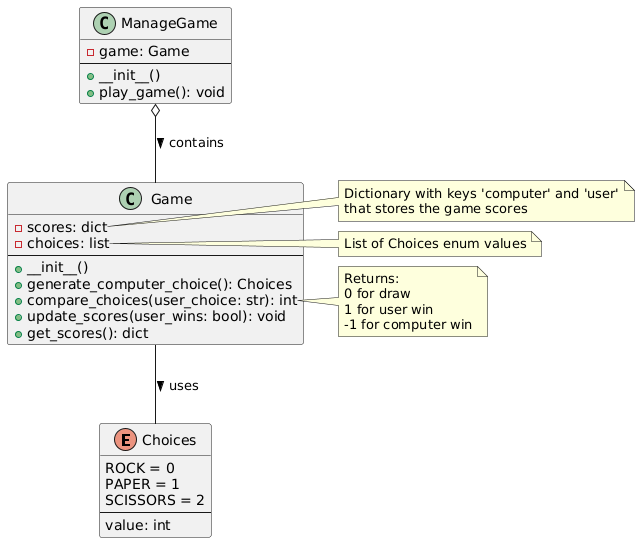 C ManageGame
game: Game
__init__()
play_game(): void
contains
C Game
scores: dict
choices: list
__init__()
generate_computer_choice(): Choices
compare_choices(user_choice: str): int
update_scores(user_wins: bool): void
get_scores(): dict
Dictionary with keys 'computer' and 'user'
that stores the game scores
List of Choices enum values
Returns:
0 for draw
1 for user win
-1 for computer win
uses
E Choices
ROCK = 0
PAPER = 1
SCISSORS = 2
value: int